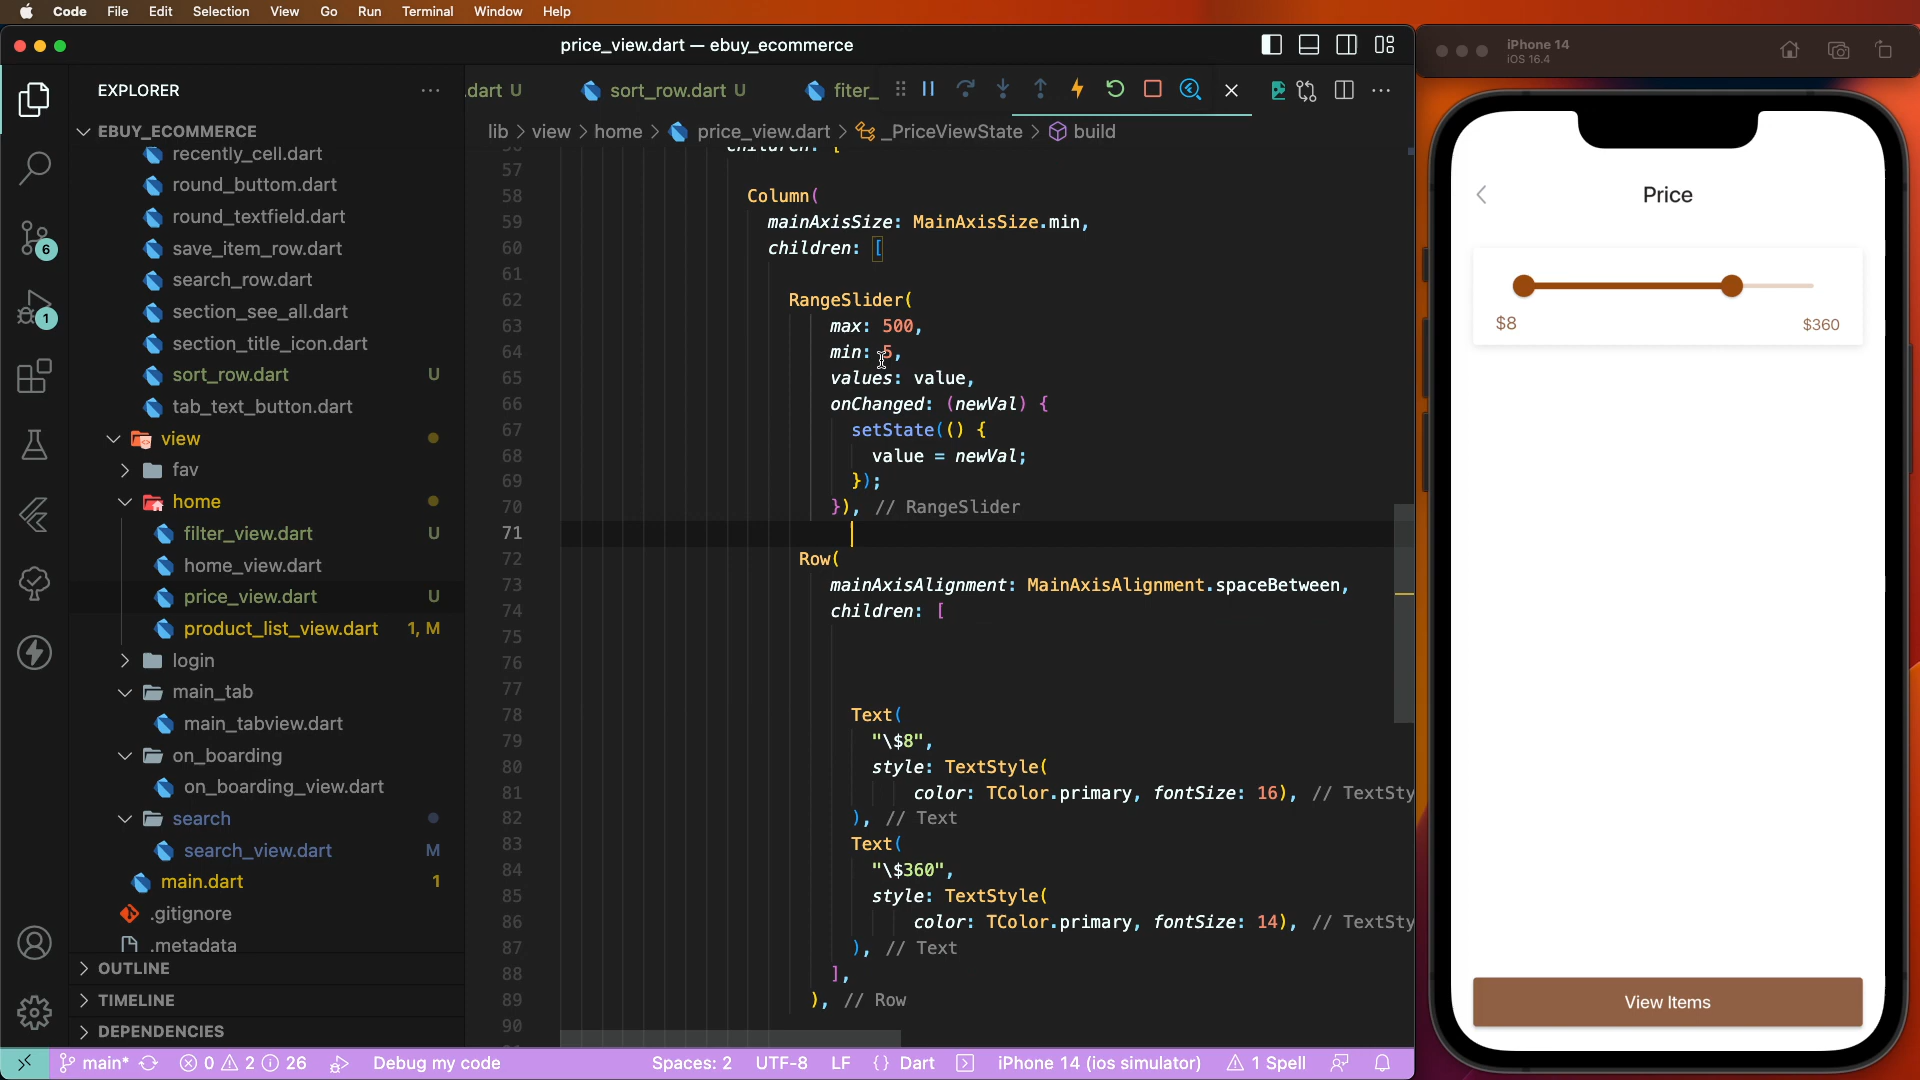 Code File Edit Selection View Go Run Terminal Window Help
price_view.dart — ebuy_ecommerce
EXPLORER
EBUY_ECOMMERCE
recently_cell.dart
round_buttom.dart
round_textfield.dart
save_item_row.dart
search_row.dart
section_see_all.dart
section_title_icon.dart
sort_row.dart U
tab_text_button.dart
view
fav
home
filter_view.dart U
home_view.dart
price_view.dart U
product_list_view.dart 1, M
login
main_tab
main_tabview.dart
on_boarding
on_boarding_view.dart
search
search_view.dart M
main.dart 1
.gitignore
.metadata
OUTLINE
TIMELINE
DEPENDENCIES
6
1
.dart U sort_row.dart U fiter_
lib > view > home > price_view.dart > _PriceViewState > build
children: [
57
58 Column(
59 mainAxisSize: MainAxisSize.min,
60 children: [
61
62 RangeSlider(
63 max: 500,
64 min: 5,
65 values: value,
66 onChanged: (newVal) {
67 setState(() {
68 value = newVal;
69 });
70 }), // RangeSlider
71
72 Row(
73 mainAxisAlignment: MainAxisAlignment.spaceBetween,
74 children: [
75
76
77
78 Text(
79 "\$8",
80 style: TextStyle(
81 color: TColor.primary, fontSize: 16), // TextSty
82 ), // Text
83 Text(
84 "\$360",
85 style: TextStyle(
86 color: TColor.primary, fontSize: 14), // TextSty
87 ), // Text
88 ],
89 ), // Row
90
main* 0 2 26 Debug my code Spaces: 2 UTF-8 LF {} Dart iPhone 14 (ios simulator) 1 Spell
iPhone 14
iOS 16.4
Price
$8 $360
View Items